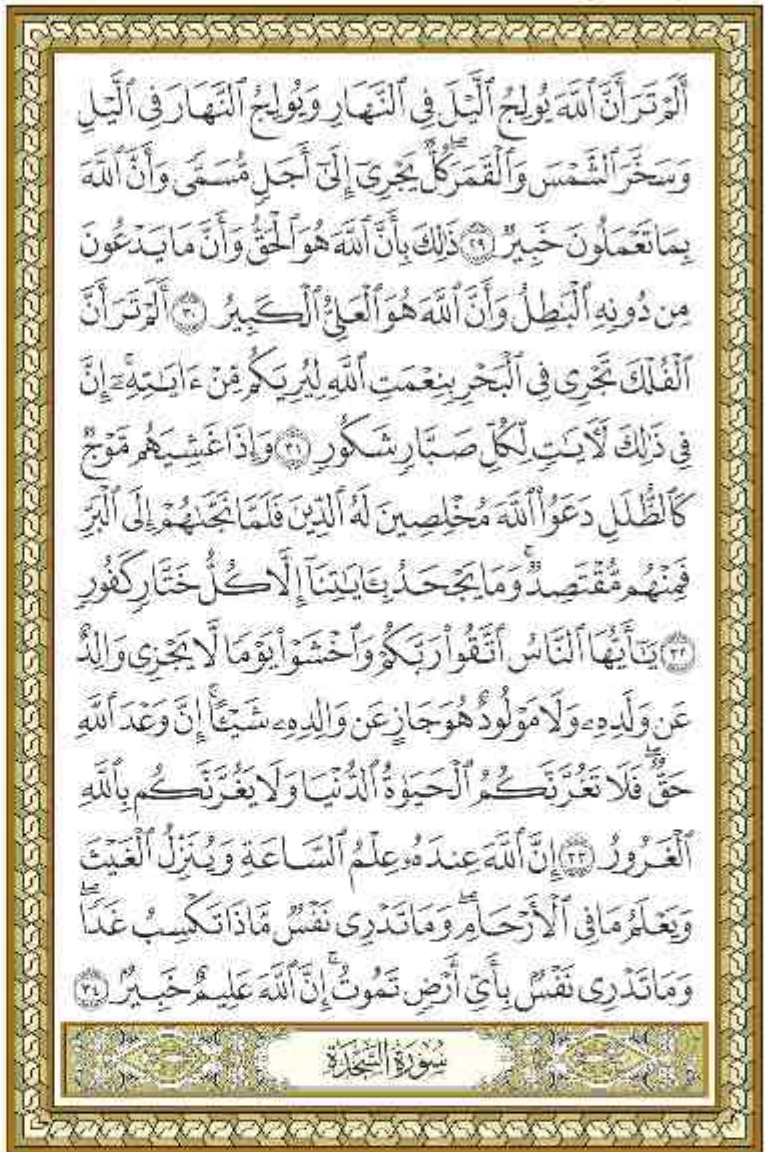 أَلَمْ تَرَ أَنَّ ٱللَّهَ يُولِجُ ٱلَّيْلَ فِى ٱلنَّهَارِ وَيُولِجُ ٱلنَّهَارَ فِى ٱلَّيْلِ
وَسَخَّرَ ٱلشَّمْسَ وَٱلْقَمَرَ كُلٌّ يَجْرِىٓ إِلَىٰٓ أَجَلٍ مُّسَمًّى وَأَنَّ ٱللَّهَ
بِمَا تَعْمَلُونَ خَبِيرٌ ٢٩ ذَٰلِكَ بِأَنَّ ٱللَّهَ هُوَ ٱلْحَقُّ وَأَنَّ مَا يَدْعُونَ
مِن دُونِهِ ٱلْبَٰطِلُ وَأَنَّ ٱللَّهَ هُوَ ٱلْعَلِىُّ ٱلْكَبِيرُ ٣٠ أَلَمْ تَرَ أَنَّ
ٱلْفُلْكَ تَجْرِى فِى ٱلْبَحْرِ بِنِعْمَتِ ٱللَّهِ لِيُرِيَكُم مِّنْ ءَايَٰتِهِۦٓ ۚ إِنَّ
فِى ذَٰلِكَ لَءَايَٰتٍ لِّكُلِّ صَبَّارٍ شَكُورٍ ٣١ وَإِذَا غَشِيَهُم مَّوْجٌ
كَٱلظُّلَلِ دَعَوُا۟ ٱللَّهَ مُخْلِصِينَ لَهُ ٱلدِّينَ فَلَمَّا نَجَّىٰهُمْ إِلَى ٱلْبَرِّ
فَمِنْهُم مُّقْتَصِدٌ ۚ وَمَا يَجْحَدُ بِـَٔايَٰتِنَآ إِلَّا كُلُّ خَتَّارٍ كَفُورٍ
٣٢ يَٰٓأَيُّهَا ٱلنَّاسُ ٱتَّقُوا۟ رَبَّكُمْ وَٱخْشَوْا۟ يَوْمًا لَّا يَجْزِى وَالِدٌ
عَن وَلَدِهِۦ وَلَا مَوْلُودٌ هُوَ جَازٍ عَن وَالِدِهِۦ شَيْـًٔا ۚ إِنَّ وَعْدَ ٱللَّهِ
حَقٌّ ۖ فَلَا تَغُرَّنَّكُمُ ٱلْحَيَوٰةُ ٱلدُّنْيَا وَلَا يَغُرَّنَّكُم بِٱللَّهِ
ٱلْغَرُورُ ٣٣ إِنَّ ٱللَّهَ عِندَهُۥ عِلْمُ ٱلسَّاعَةِ وَيُنَزِّلُ ٱلْغَيْثَ
وَيَعْلَمُ مَا فِى ٱلْأَرْحَامِ ۖ وَمَا تَدْرِى نَفْسٌ مَّاذَا تَكْسِبُ غَدًا ۖ
وَمَا تَدْرِى نَفْسٌۢ بِأَىِّ أَرْضٍ تَمُوتُ ۚ إِنَّ ٱللَّهَ عَلِيمٌ خَبِيرٌۢ ٣٤
سُورَةُ السَّجْدَةِ